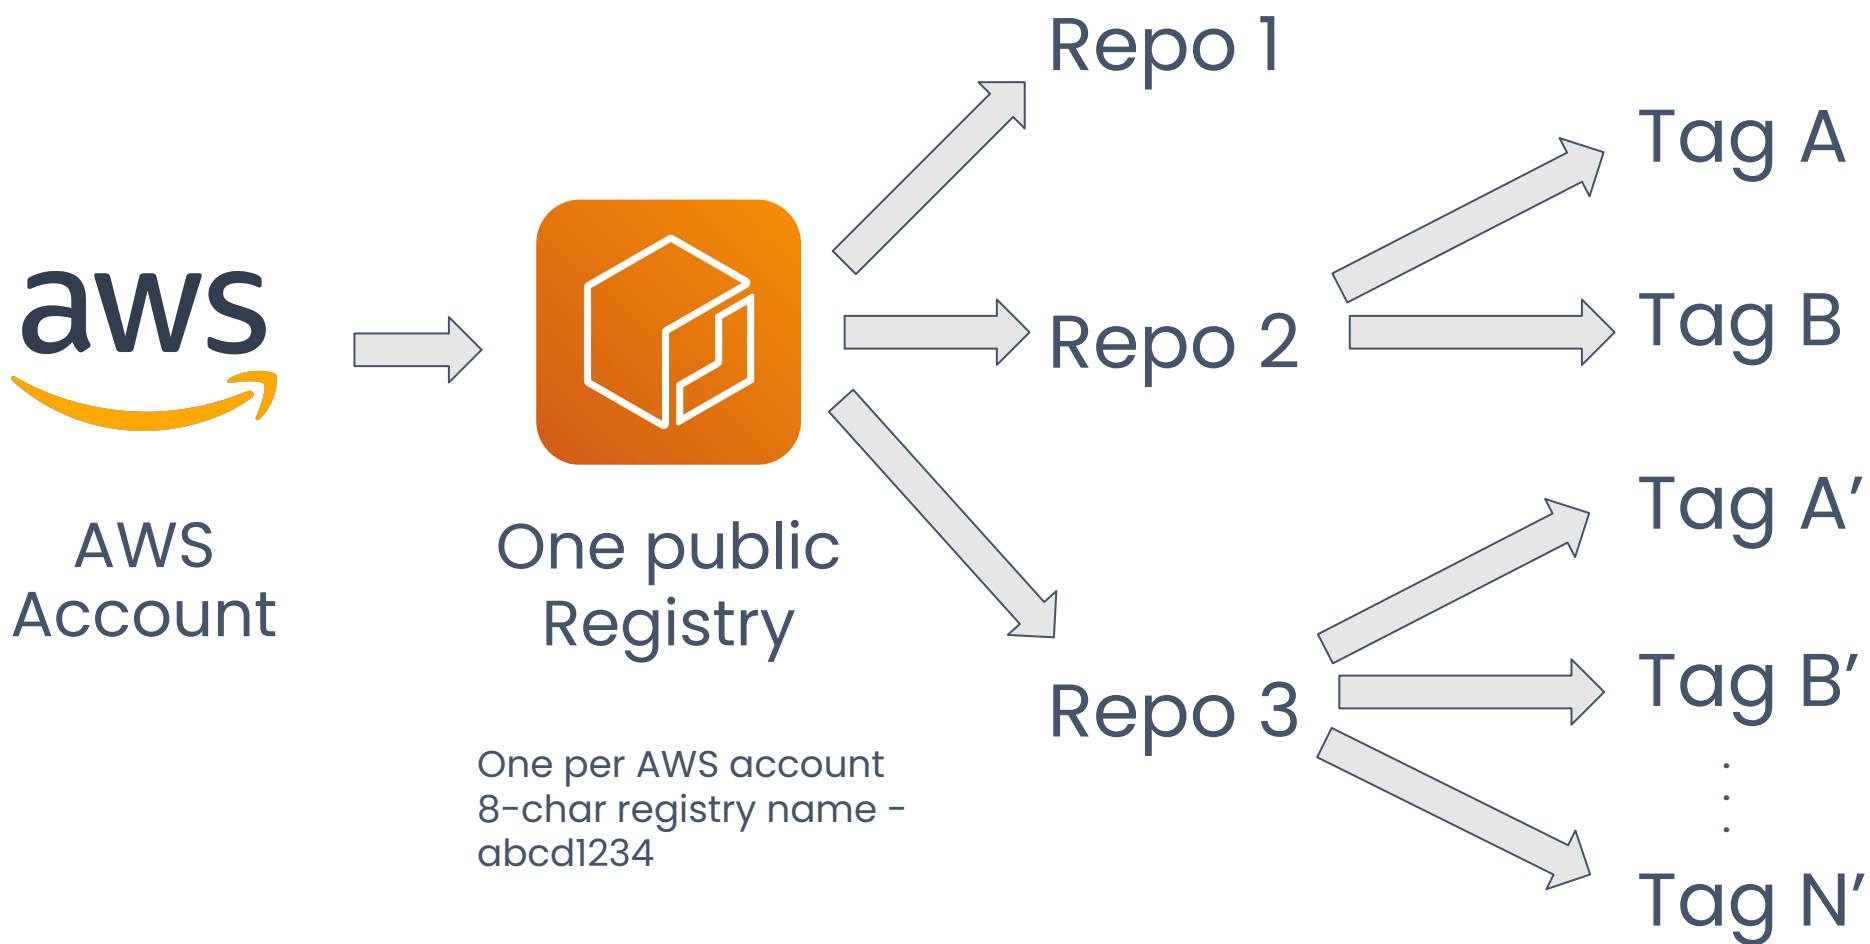 aws
AWS
Account
One public
Registry
One per AWS account
8-char registry name -
abcd1234
Repo 1
Repo 2
Repo 3
Tag A
Tag B
Tag A’
Tag B’
.
.
.
Tag N’